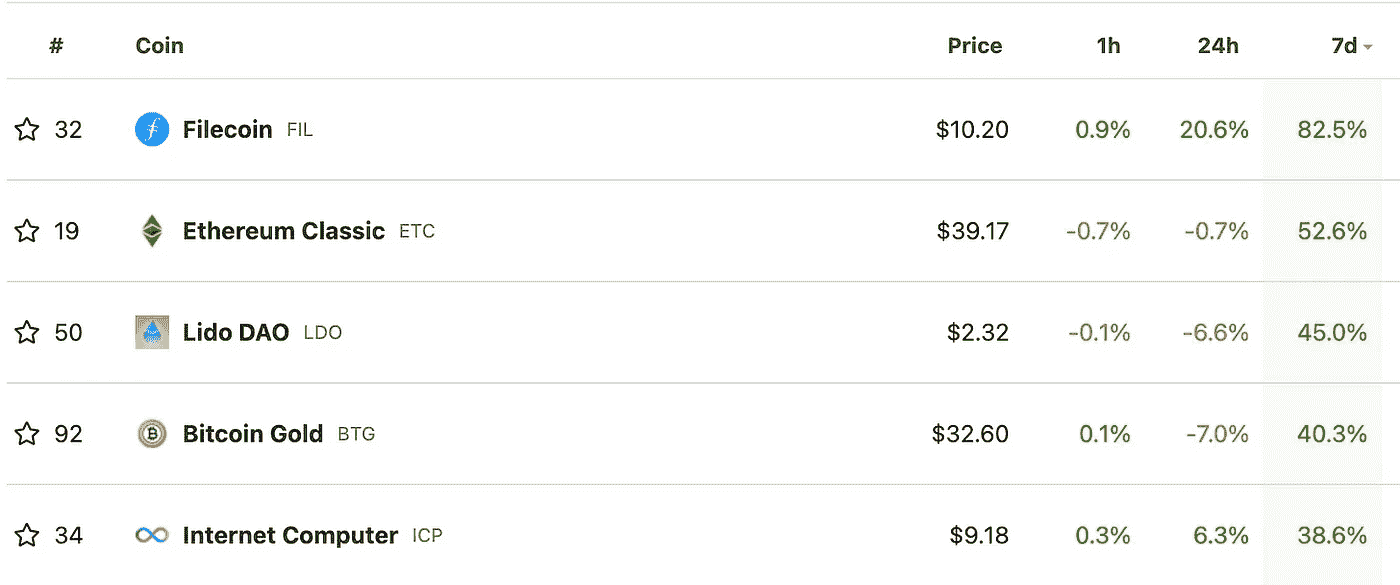 # Coin Price 1h 24h 7d
32 Filecoin FIL $10.20 0.9% 20.6% 82.5%
19 Ethereum Classic ETC $39.17 -0.7% -0.7% 52.6%
50 Lido DAO LDO $2.32 -0.1% -6.6% 45.0%
92 Bitcoin Gold BTG $32.60 0.1% -7.0% 40.3%
34 Internet Computer ICP $9.18 0.3% 6.3% 38.6%